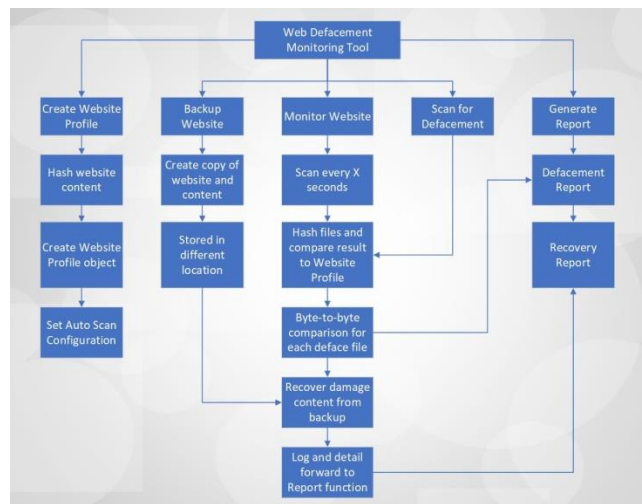 Web Defacement
Monitoring Tool
Create Website
Profile
Backup
Website
Monitor Website
Scan for
Defacement
Generate
Report
Hash website
content
Create copy of
website and
content
Scan every X
seconds
Defacement
Report
Create Website
Profile object
Stored in
different
location
Hash files and
compare result
to Website
Profile
Recovery
Report
Set Auto Scan
Configuration
Byte-to-byte
comparison for
each deface file
Recover damage
content from
backup
Log and detail
forward to
Report function